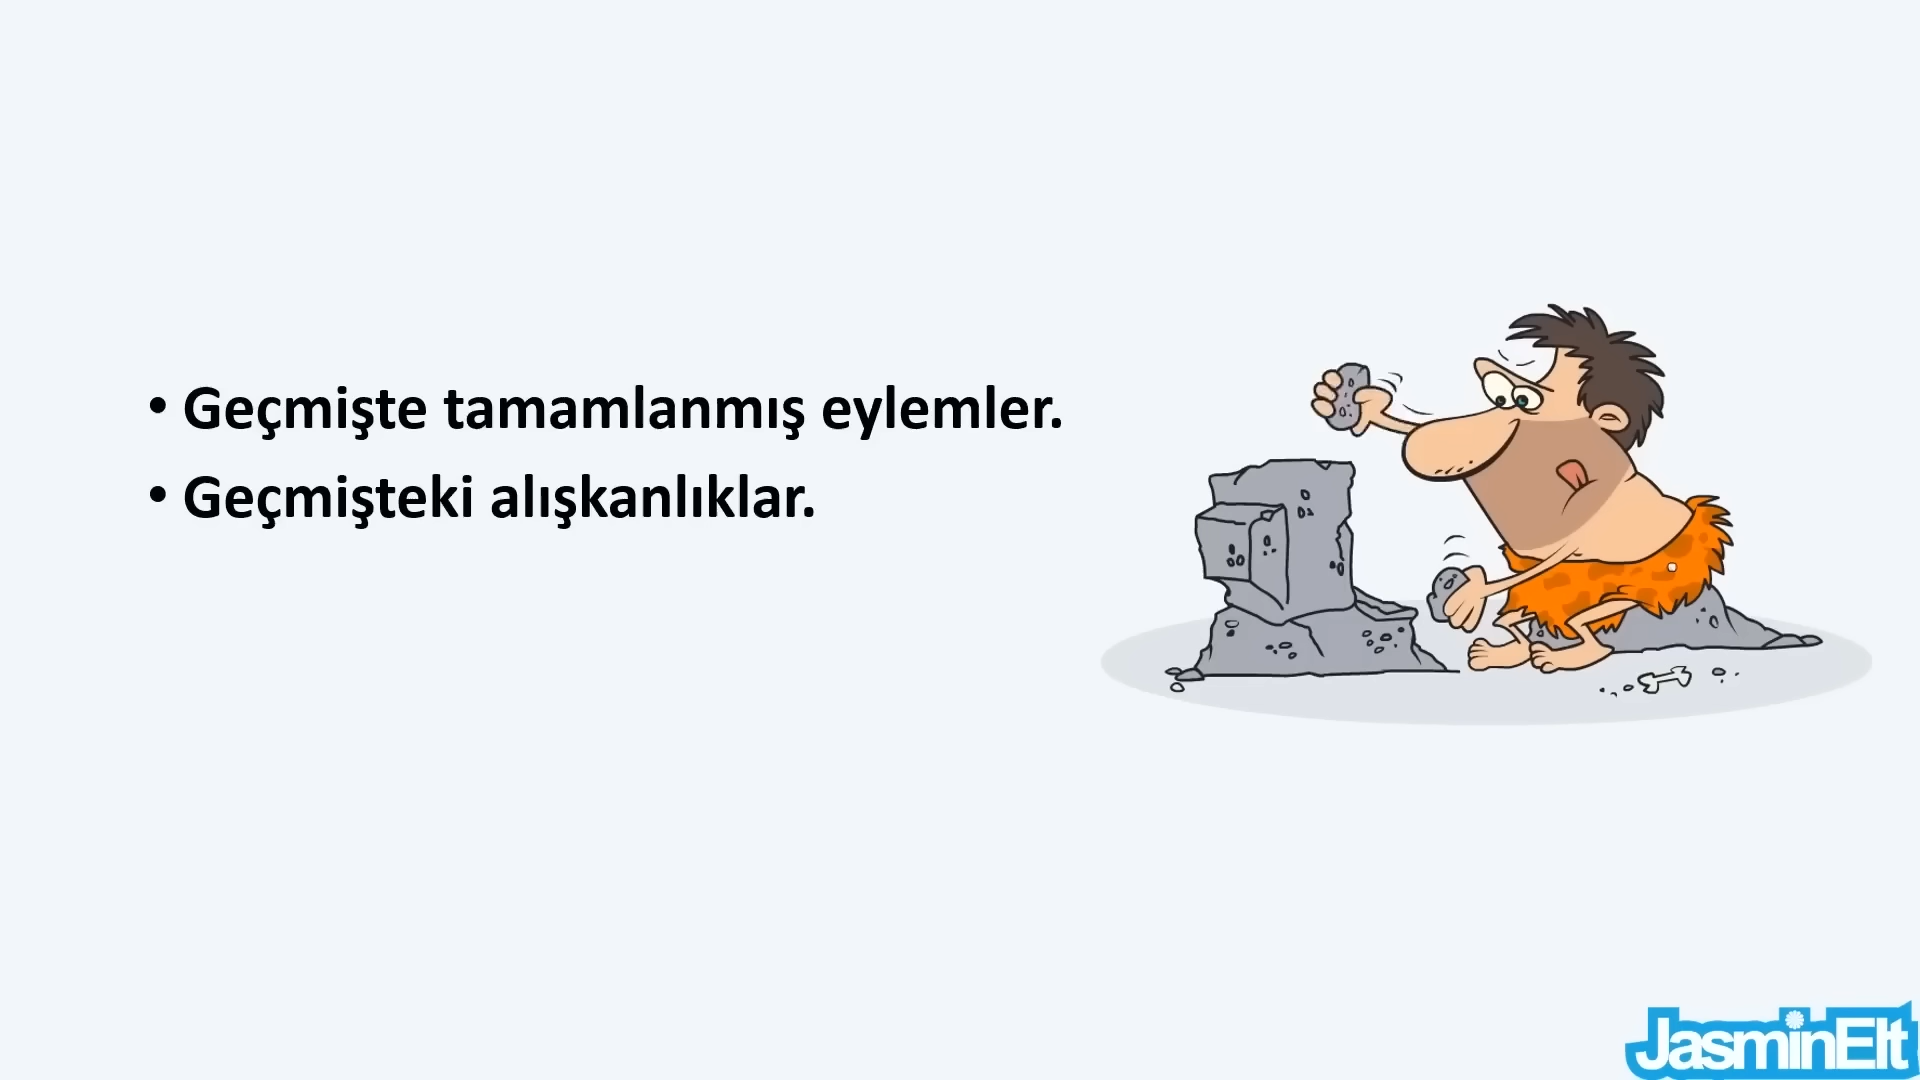 • Geçmişte tamamlanmış eylemler.
• Geçmişteki alışkanlıklar.
JasminElt